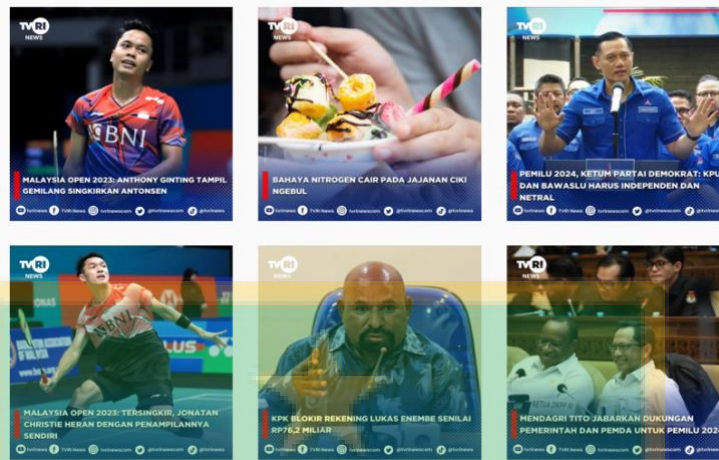 TVRI
NEWS
MALAYSIA OPEN 2023: ANTHONY GINTING TAMPIL
GEMILANG SINGKIRKAN ANTONSEN
TVRI
NEWS
BAHAYA NITROGEN CAIR PADA JAJANAN CIKI
NGEBUL
TVRI
NEWS
PEMILU 2024, KETUM PARTAI DEMOKRAT: KPU
DAN BAWASLU HARUS INDEPENDEN DAN
NETRAL
TVRI
NEWS
BNI
MALAYSIA OPEN 2023: TERSINGKIR, JONATAN
CHRISTIE HERAN DENGAN PENAMPILANNYA
SENDIRI
TVRI
NEWS
KPK BLOKIR REKENING LUKAS ENEMBE SENILAI
RP76,2 MILIAR
TVRI
NEWS
MENDAGRI TITO JABARKAN DUKUNGAN
PEMERINTAH DAN PEMDA UNTUK PEMILU 2024